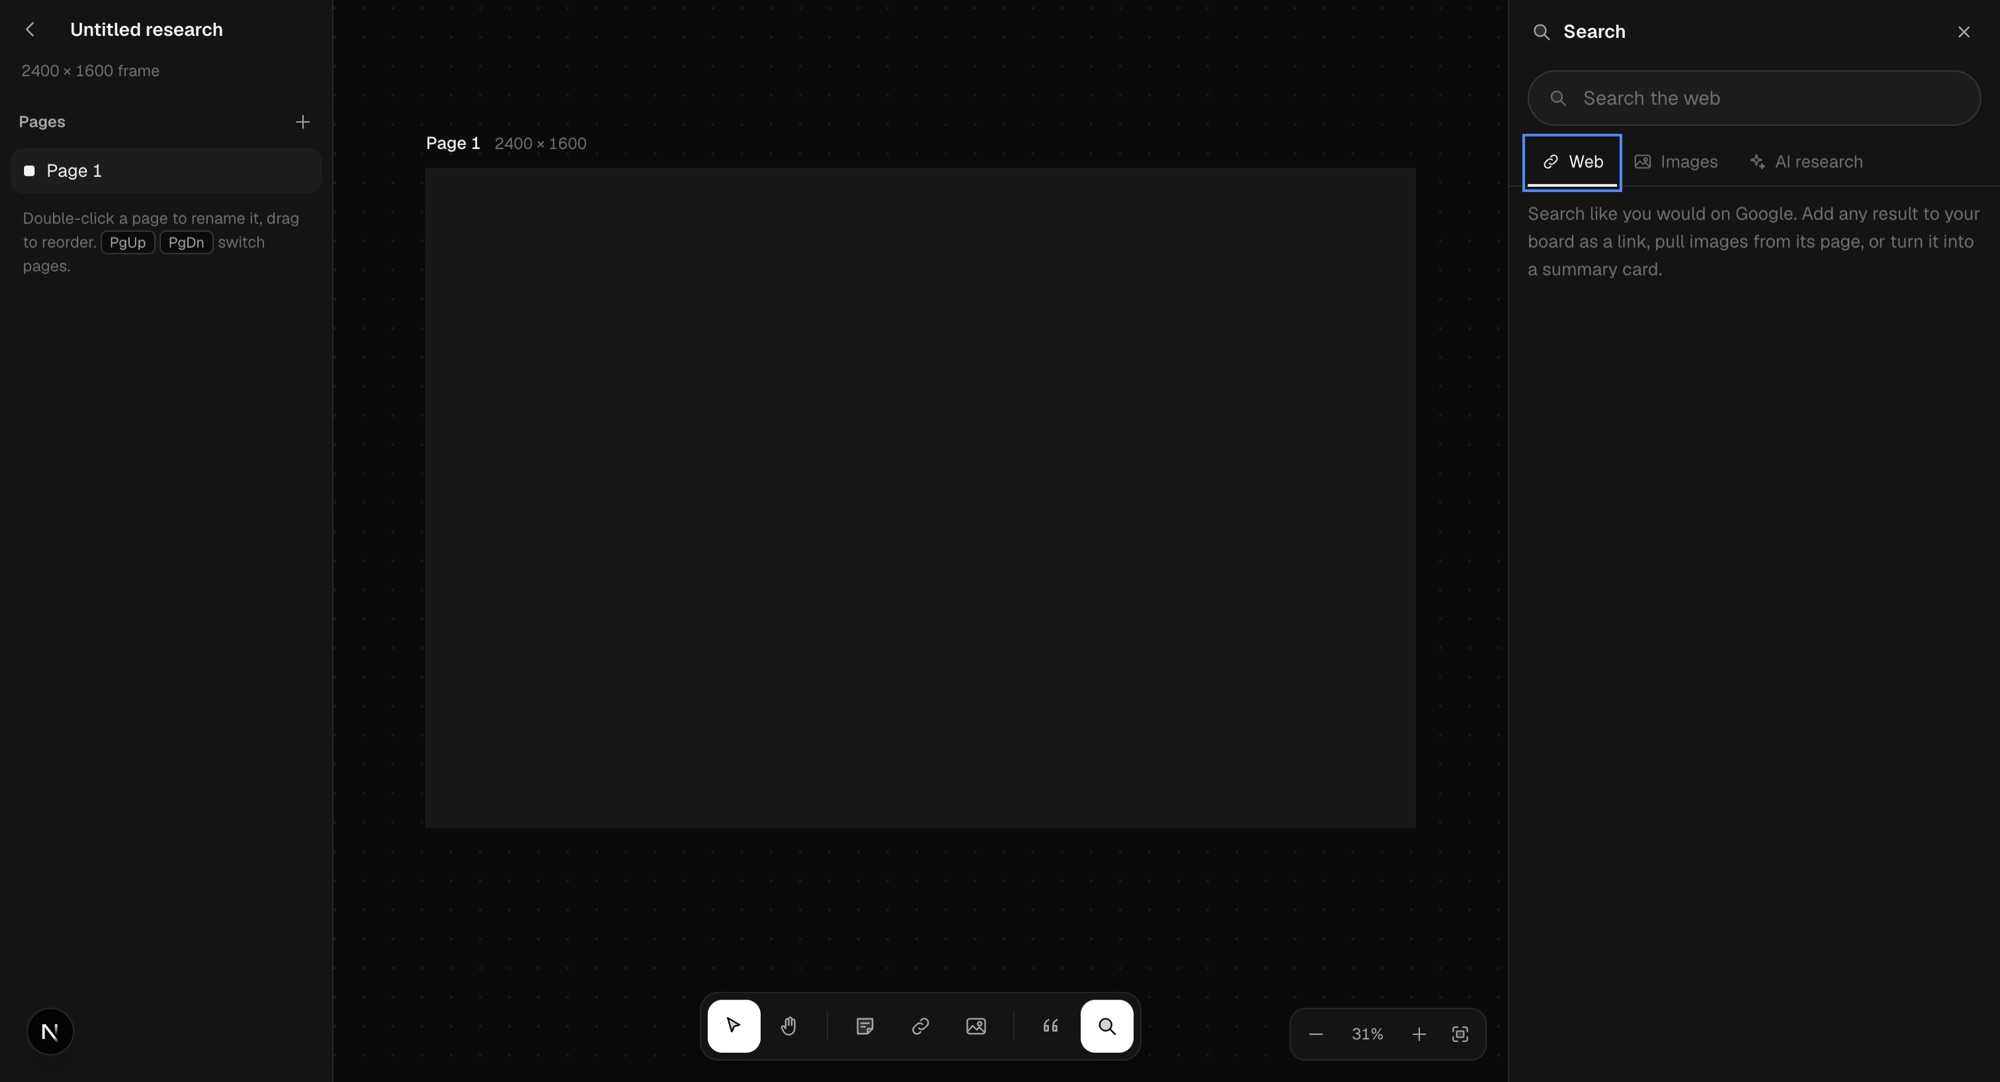 Untitled research
2400 × 1600 frame
Pages
Page 1
Double-click a page to rename it, drag
to reorder. PgUp PgDn switch
pages.
N
Page 1 2400 × 1600
31%
Search
Search the web
Web Images AI research
Search like you would on Google. Add any result to your
board as a link, pull images from its page, or turn it into
a summary card.